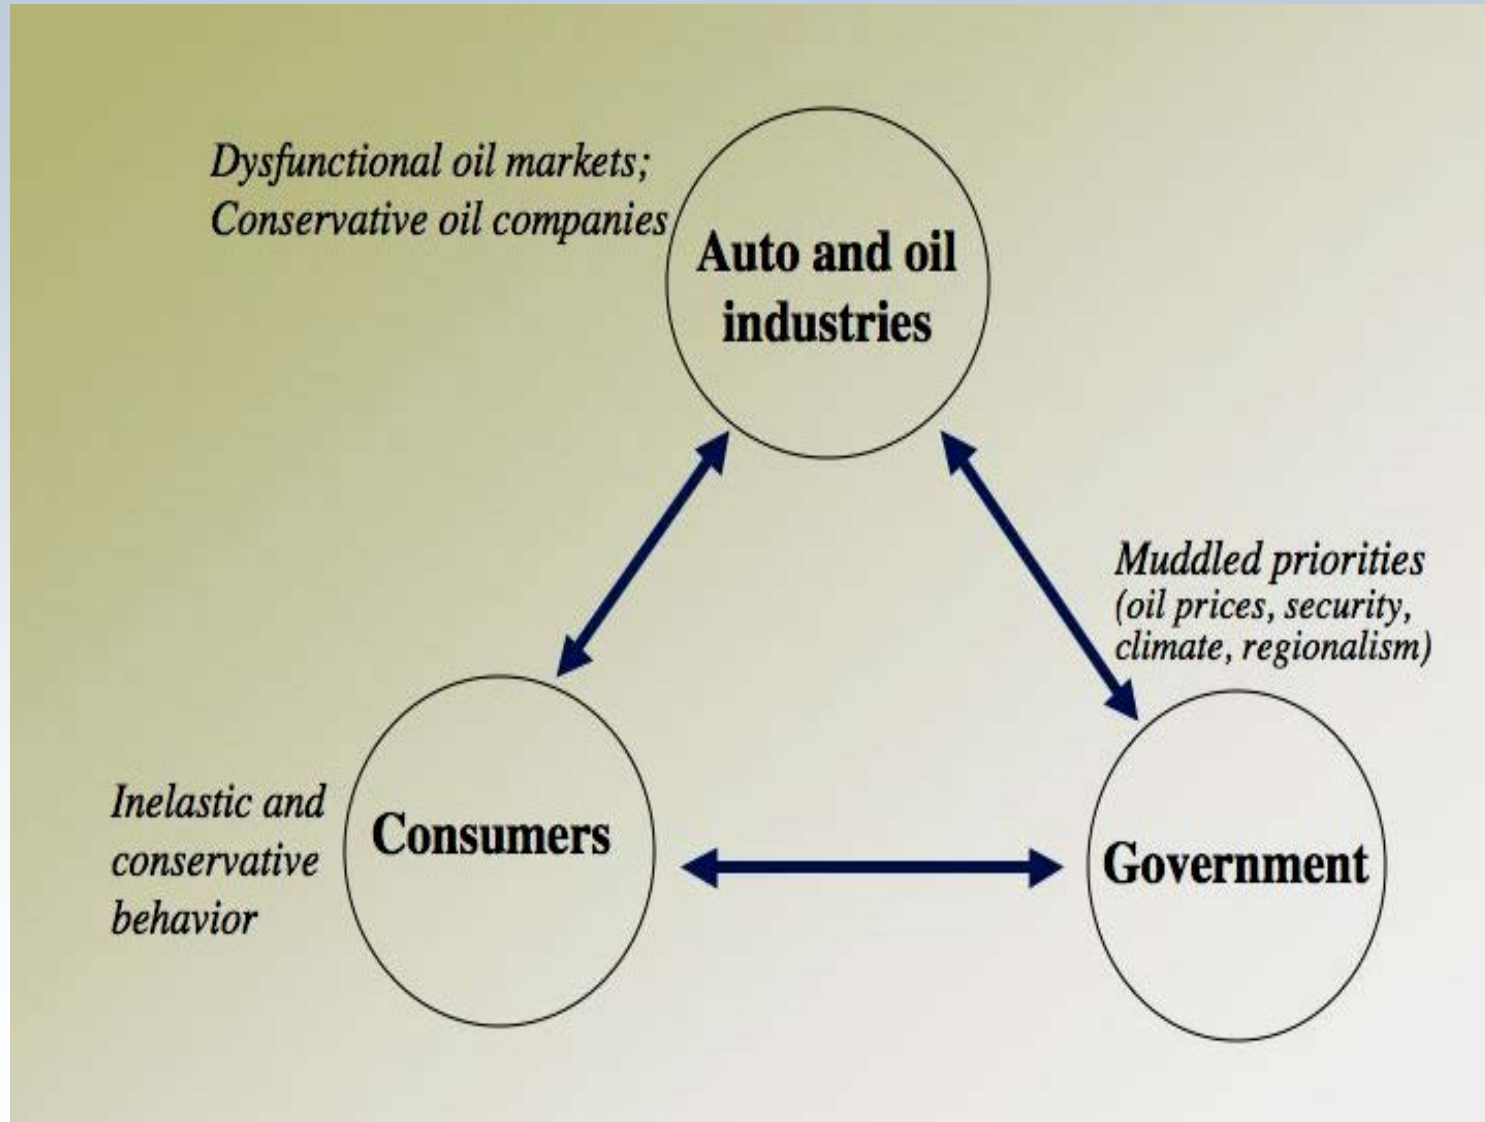 Dysfunctional oil markets;
Conservative oil companies
Auto and oil
industries
Muddled priorities
(oil prices, security,
climate, regionalism)
Inelastic and
conservative
behavior
Consumers
Government